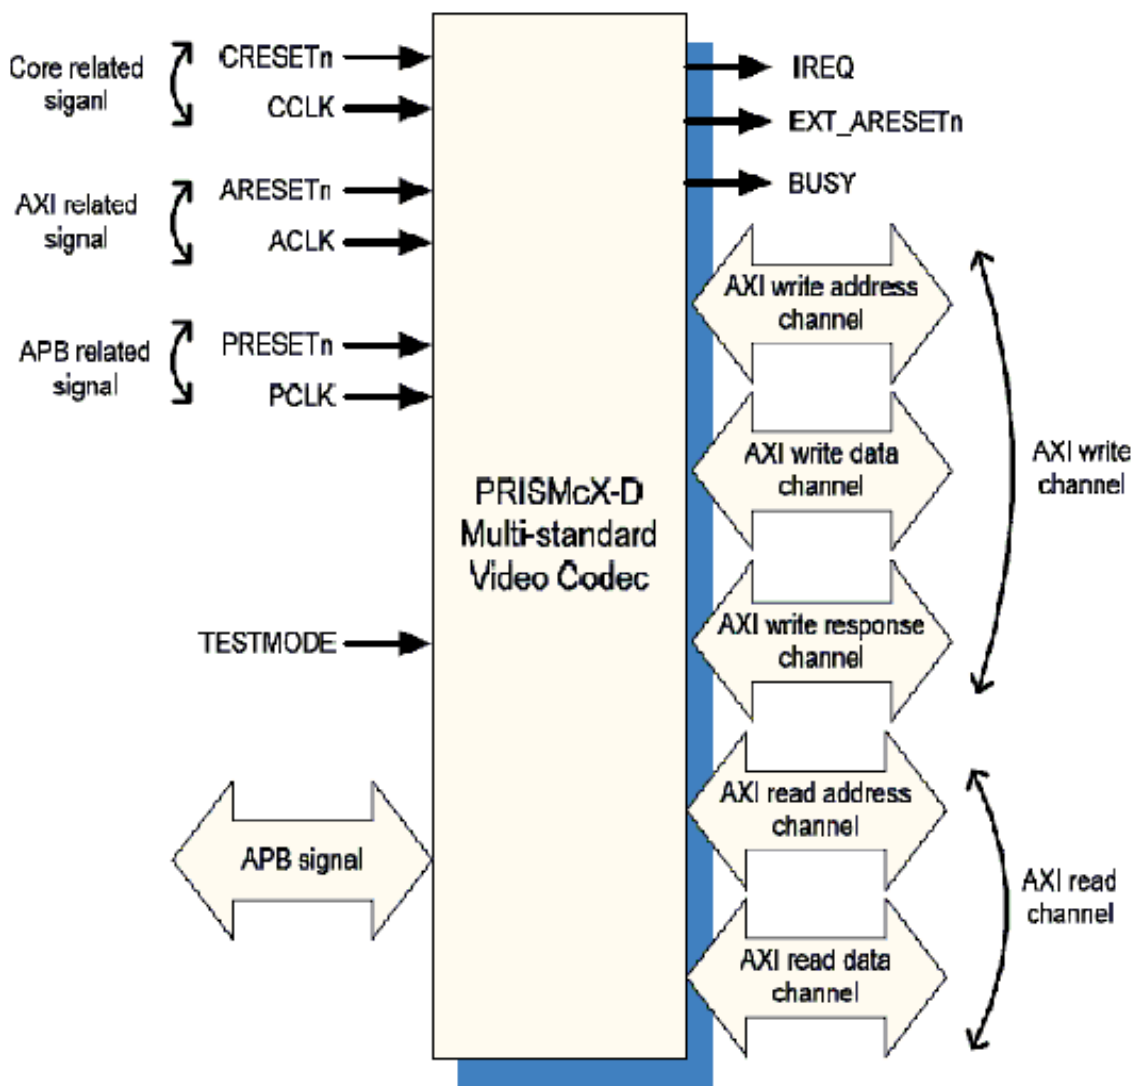 Core related
siganl
CRESETn
CCLK
AXI related
signal
ARESETn
ACLK
APB related
signal
PRESETn
PCLK
TESTMODE
APB signal
PRISMcX-D
Multi-standard
Video Codec
IREQ
EXT_ARESETn
BUSY
AXI write address
channel
AXI write data
channel
AXI write response
channel
AXI write
channel
AXI read address
channel
AXI read data
channel
AXI read
channel